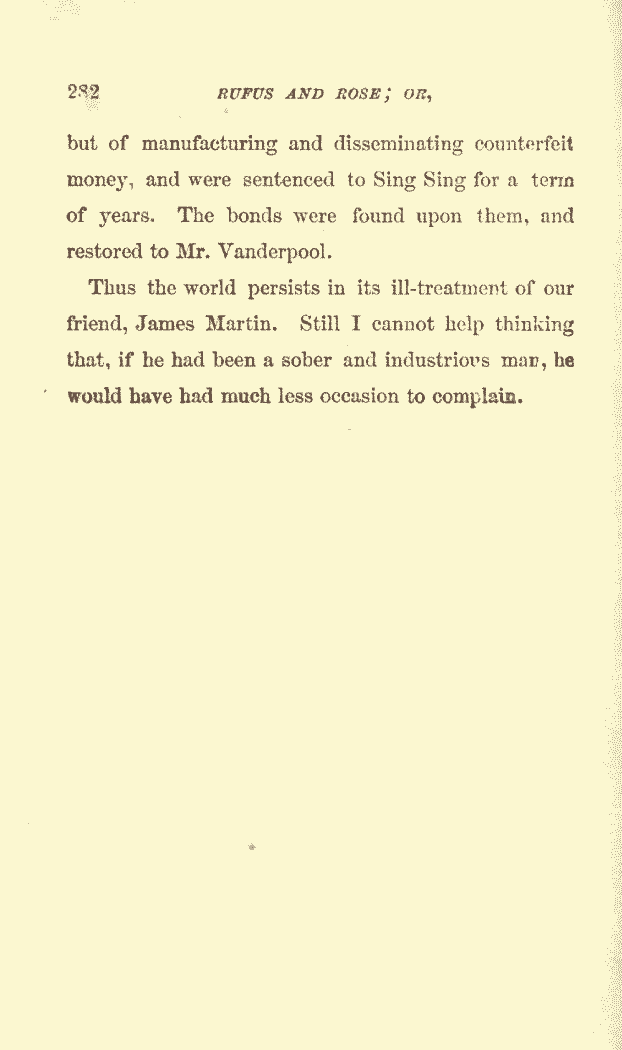 232 RUFUS AND ROSE; OR,
but of manufacturing and disseminating counterfeit
money, and were sentenced to Sing Sing for a term
of years. The bonds were found upon them, and
restored to Mr. Vanderpool.
Thus the world persists in its ill-treatment of our
friend, James Martin. Still I cannot help thinking
that, if he had been a sober and industrious man, he
would have had much less occasion to complain.